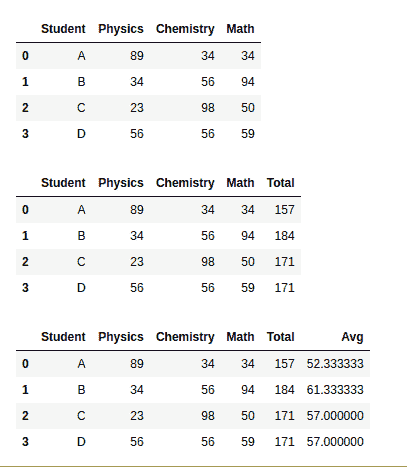 Student Physics Chemistry Math
0 A 89 34 34
1 B 34 56 94
2 C 23 98 50
3 D 56 56 59
Student Physics Chemistry Math Total
0 A 89 34 34 157
1 B 34 56 94 184
2 C 23 98 50 171
3 D 56 56 59 171
Student Physics Chemistry Math Total Avg
0 A 89 34 34 157 52.333333
1 B 34 56 94 184 61.333333
2 C 23 98 50 171 57.000000
3 D 56 56 59 171 57.000000